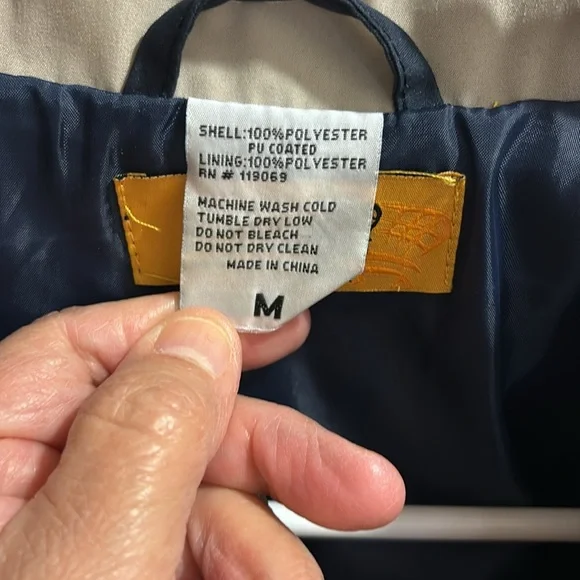 SHELL:100%POLYESTER
PU COATED
LINING:100%POLYESTER
RN # 119069
MACHINE WASH COLD
TUMBLE DRY LOW
DO NOT BLEACH
DO NOT DRY CLEAN
MADE IN CHINA
M